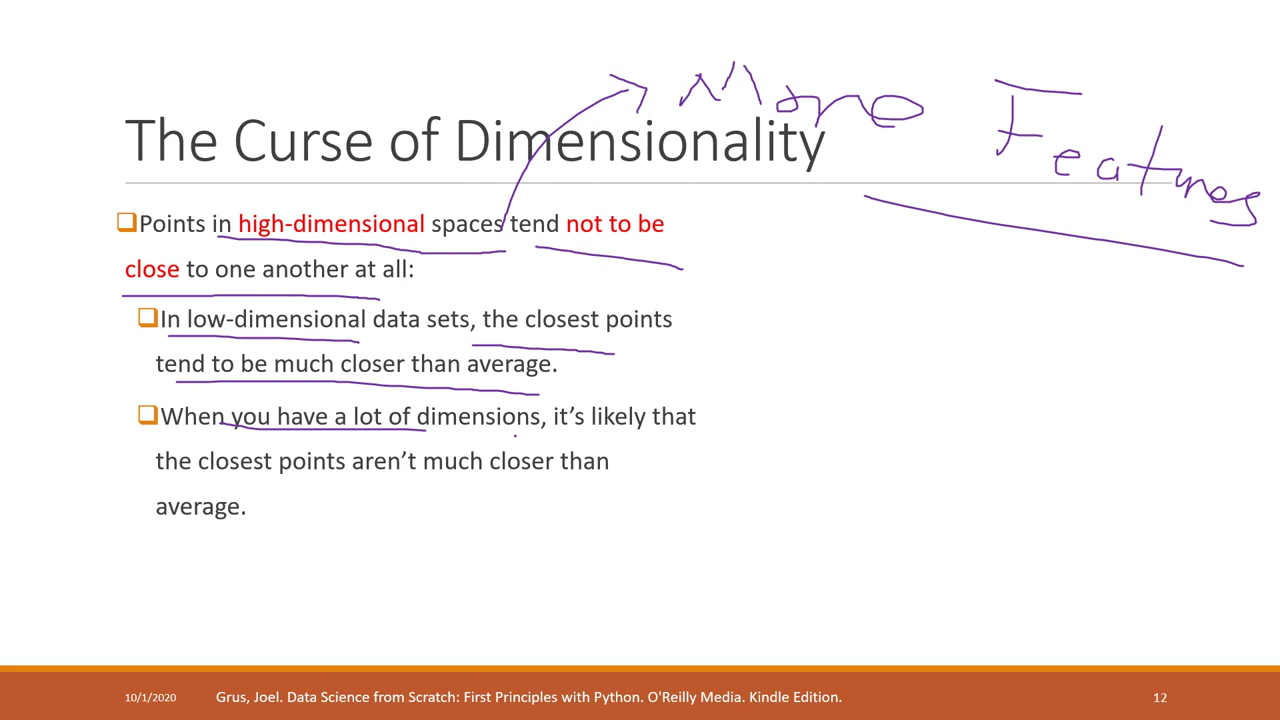 More Features
The Curse of Dimensionality
Points in high-dimensional spaces tend not to be
close to one another at all:
In low-dimensional data sets, the closest points
tend to be much closer than average.
When you have a lot of dimensions, it’s likely that
the closest points aren’t much closer than
average.
10/1/2020
Grus, Joel. Data Science from Scratch: First Principles with Python. O'Reilly Media. Kindle Edition.
12